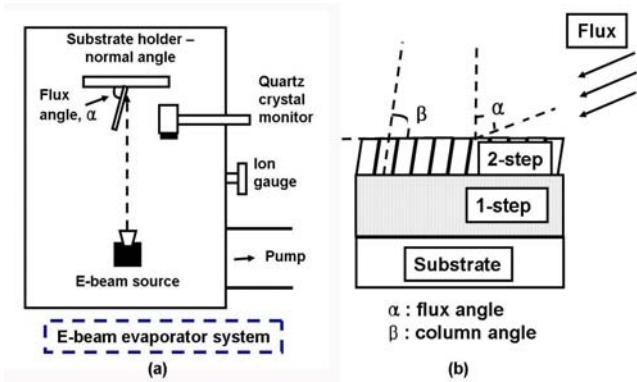 Substrate holder –
normal angle
Flux
angle, α
Quartz
crystal
monitor
Ion
gauge
Pump
E-beam source
E-beam evaporator system
(a)
Flux
β
α
2-step
1-step
Substrate
α : flux angle
β : column angle
(b)